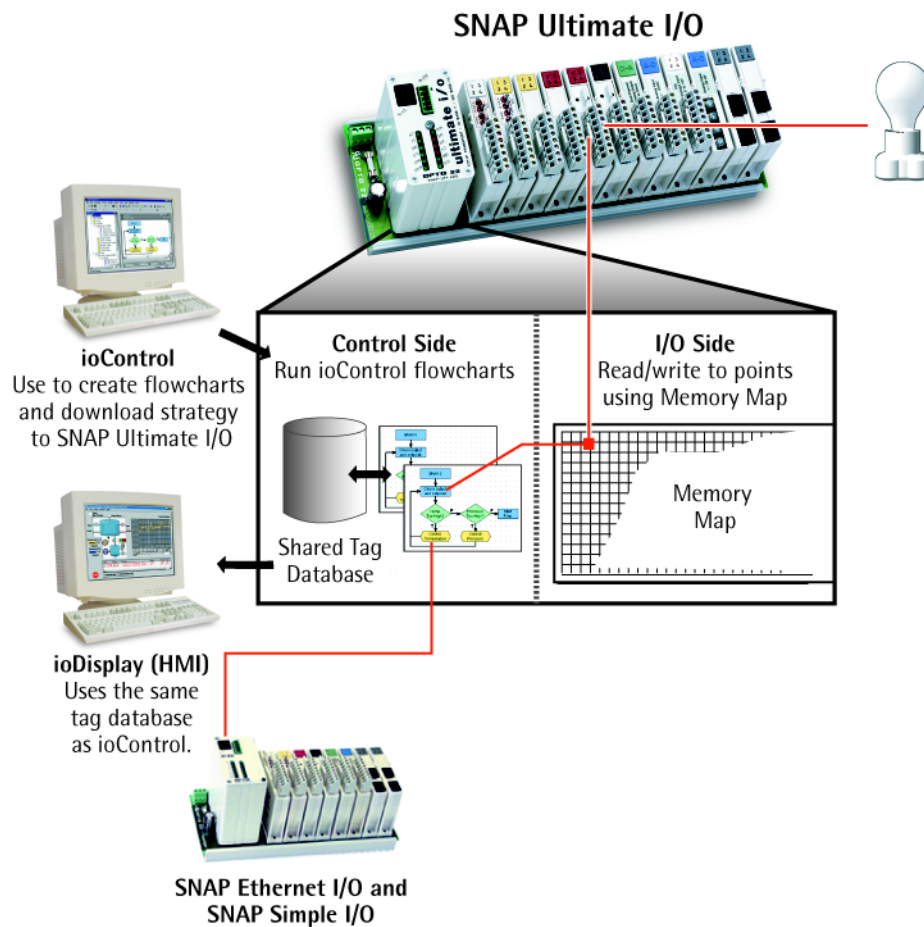 SNAP Ultimate I/O
ultimate i/o
OPTO 22
ioControl
Use to create flowcharts
and download strategy
to SNAP Ultimate I/O
Control Side
Run ioControl flowcharts
I/O Side
Read/write to points
using Memory Map
Shared Tag
Database
Memory
Map
ioDisplay (HMI)
Uses the same
tag database
as ioControl.
SNAP Ethernet I/O and
SNAP Simple I/O